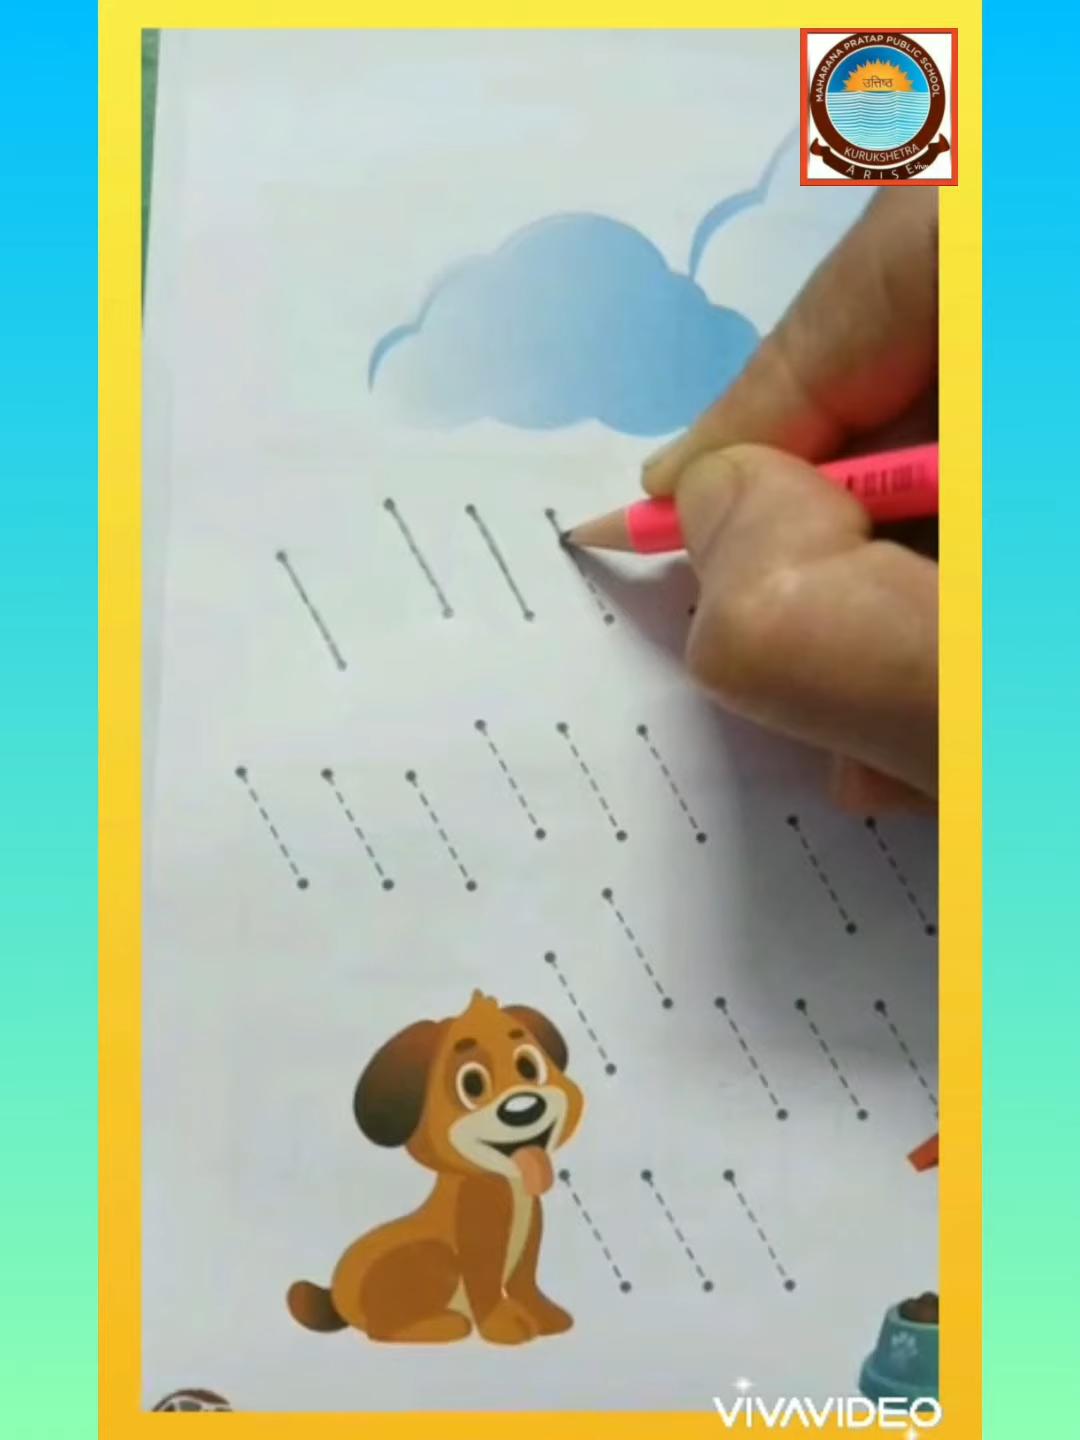 MAHARANA PRATAP PUBLIC SCHOOL
उत्तिष्ठ
KURUKSHETRA
ARISE
VIVAVIDEO